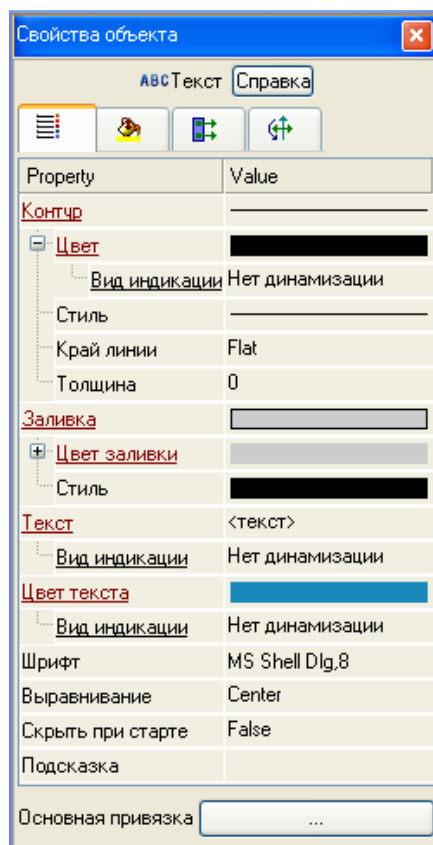 Свойства объекта
ABC Текст Справка
Property Value
Контур
Цвет
Вид индикации Нет динамизации
Стиль
Край линии Flat
Толщина 0
Заливка
Цвет заливки
Стиль
Текст <текст>
Вид индикации Нет динамизации
Цвет текста
Вид индикации Нет динамизации
Шрифт MS Shell Dlg,8
Выравнивание Center
Скрыть при старте False
Подсказка
Основная привязка ...